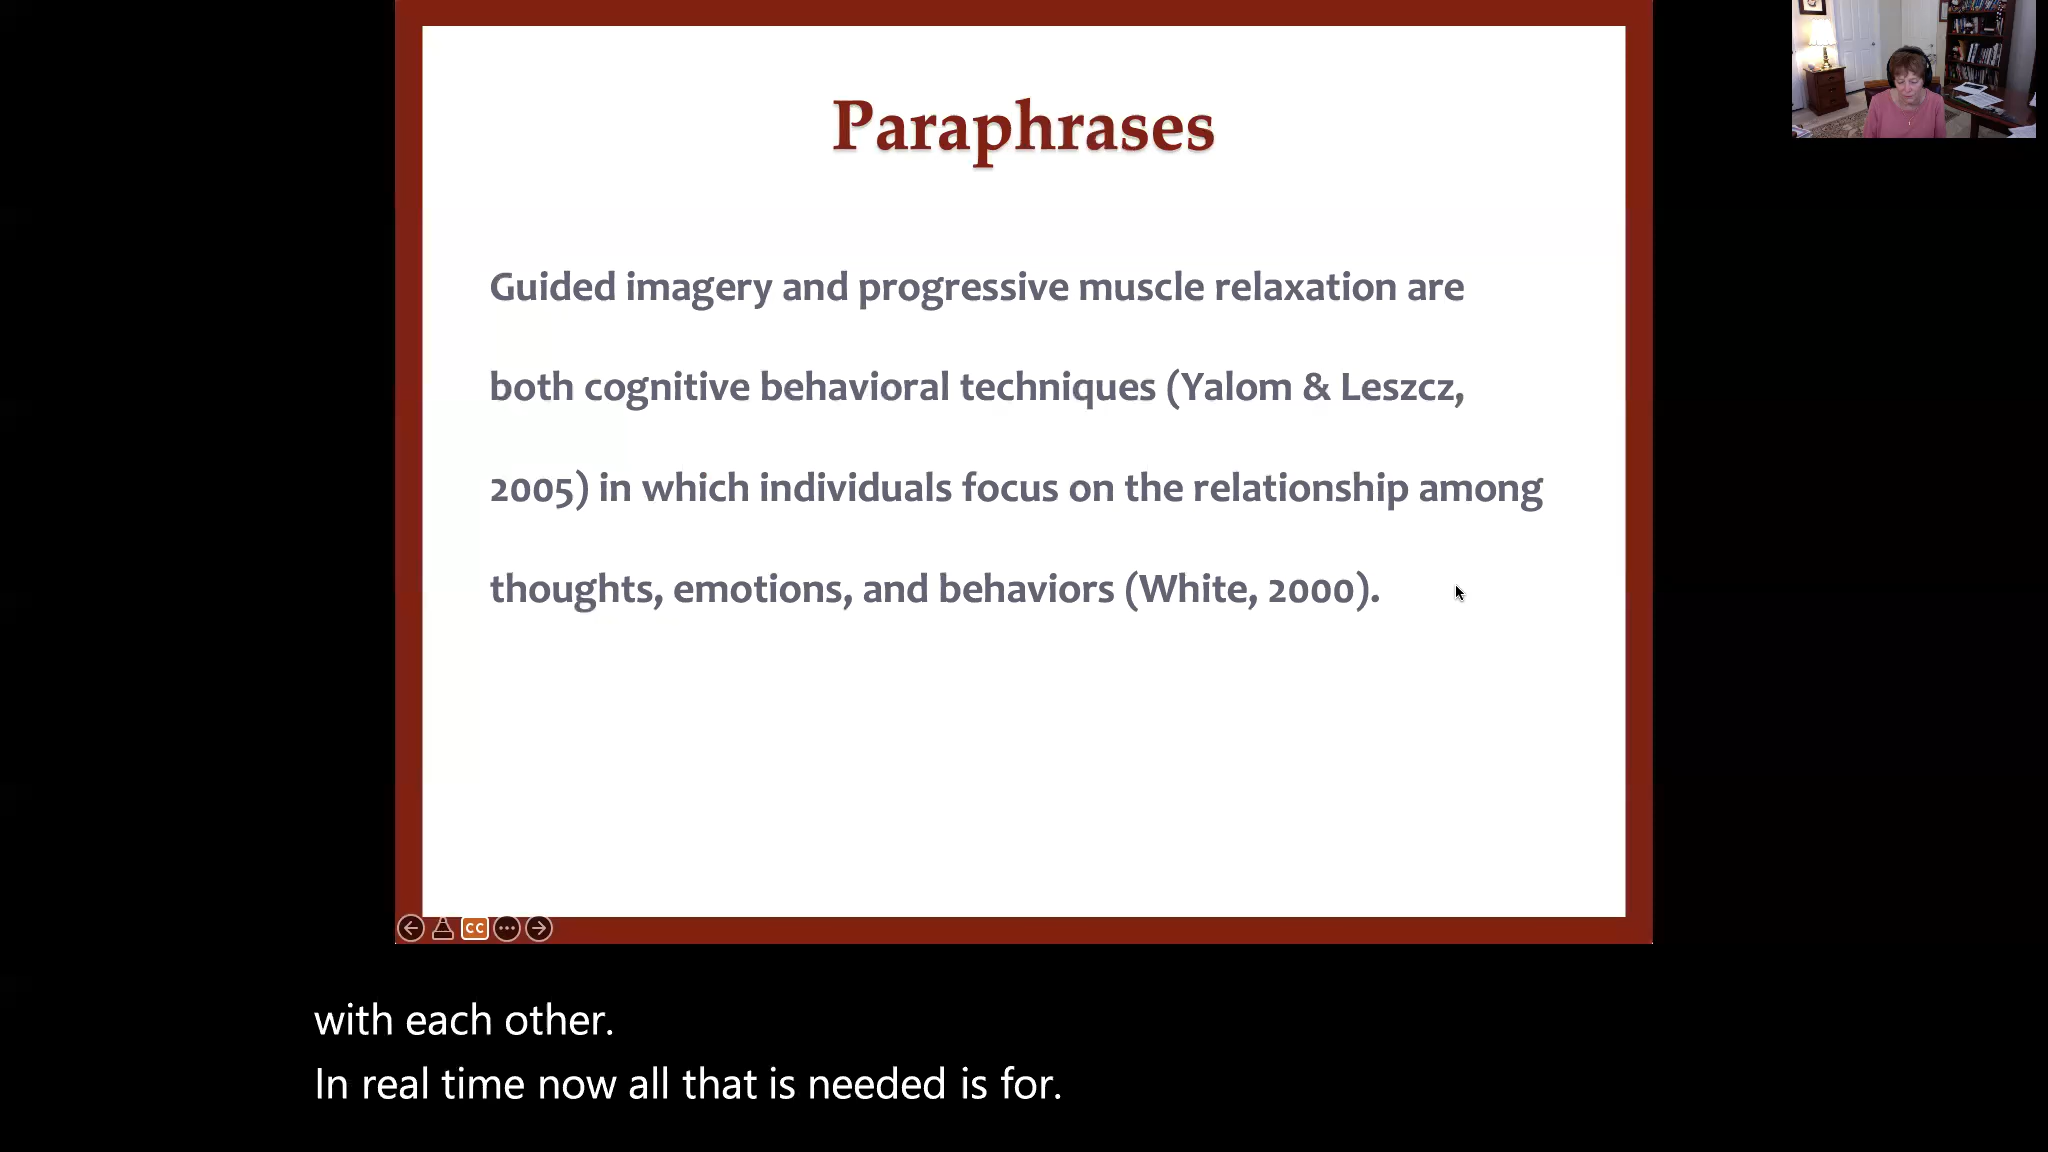 Paraphrases
Guided imagery and progressive muscle relaxation are
both cognitive behavioral techniques (Yalom & Leszcz,
2005) in which individuals focus on the relationship among
thoughts, emotions, and behaviors (White, 2000).
CC
with each other.
In real time now all that is needed is for.